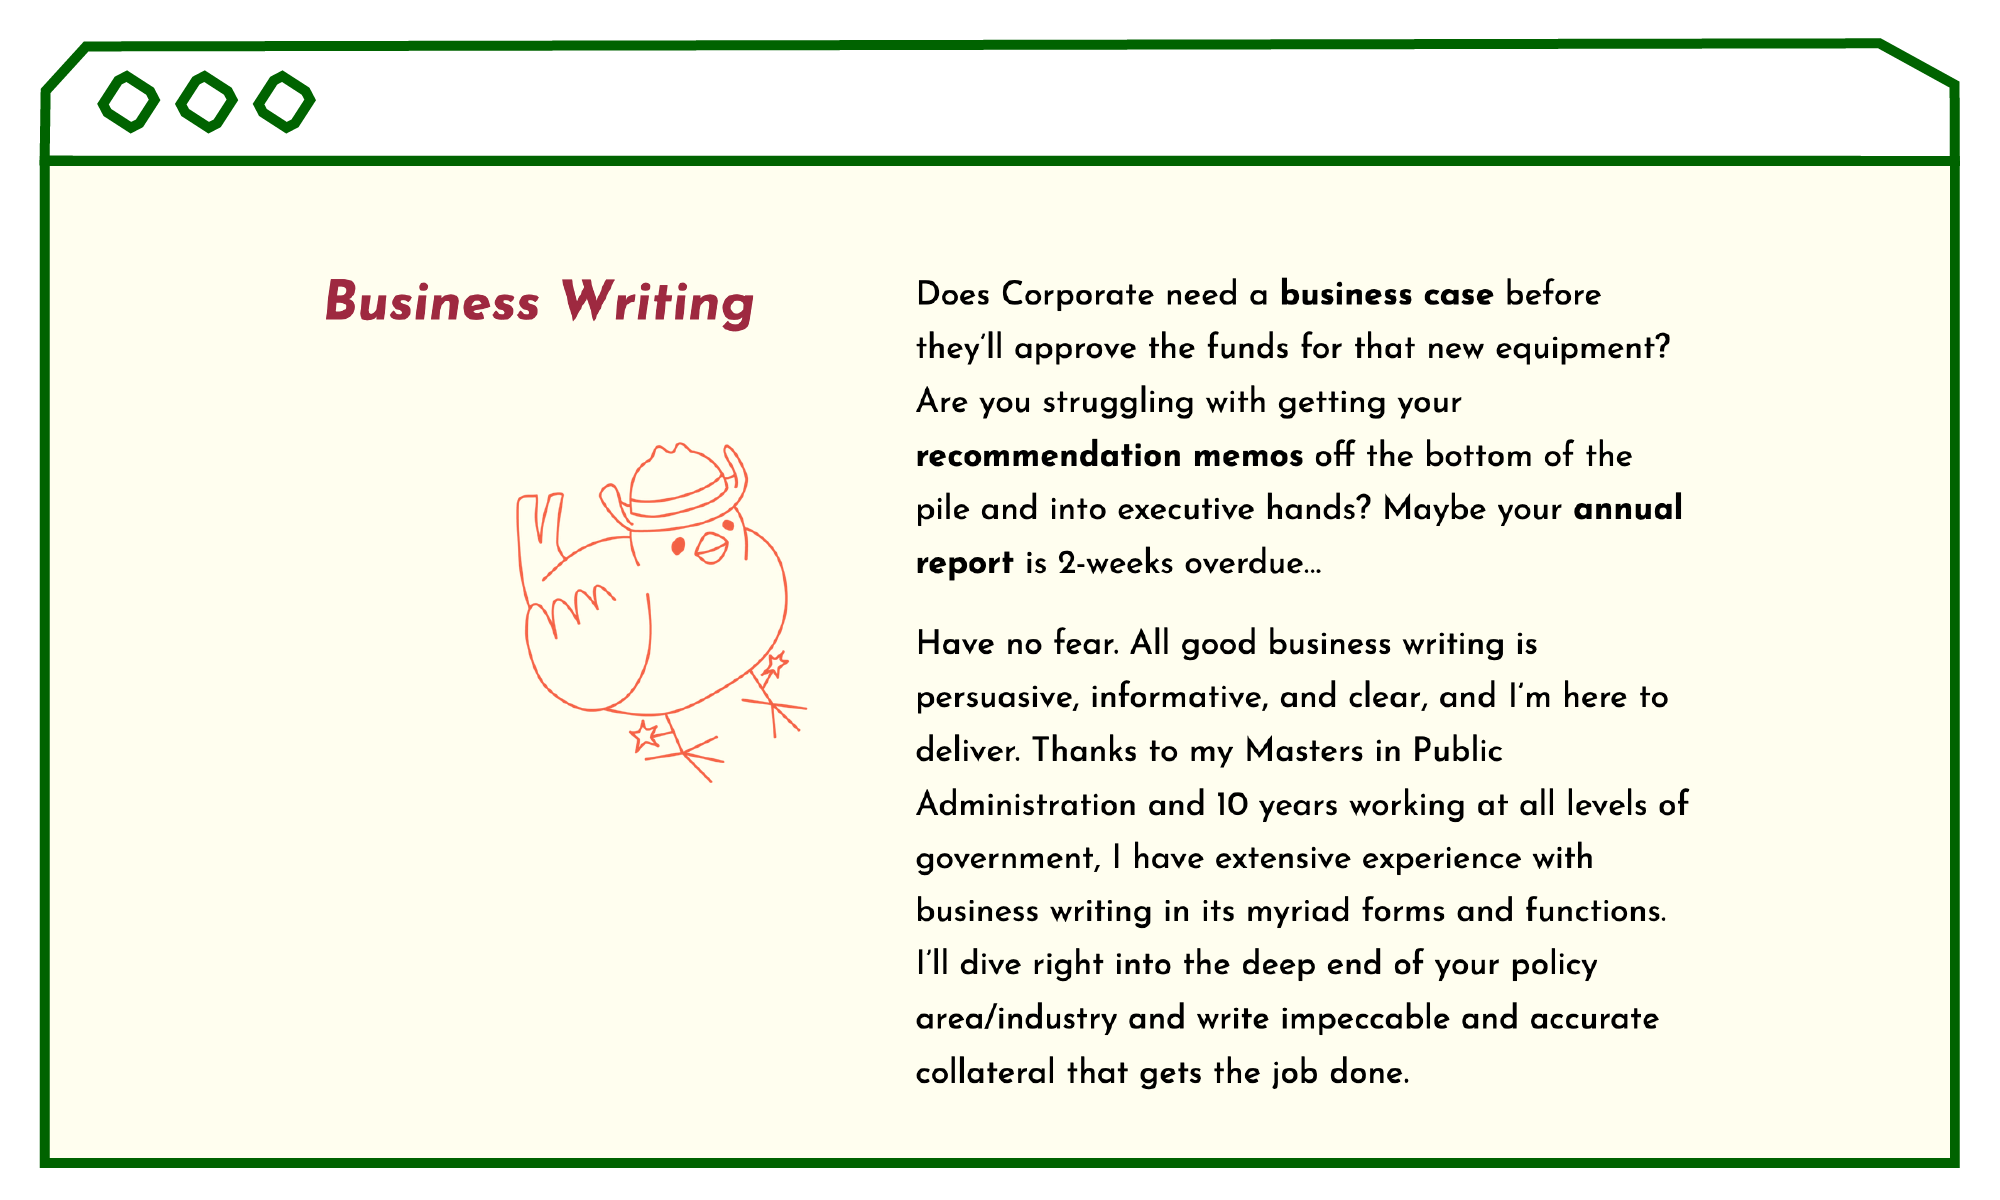 Business Writing
Does Corporate need a business case before
they'll approve the funds for that new equipment?
Are you struggling with getting your
recommendation memos off the bottom of the
pile and into executive hands? Maybe your annual
report is 2-weeks overdue...
Have no fear. All good business writing is
persuasive, informative, and clear, and I'm here to
deliver. Thanks to my Masters in Public
Administration and 10 years working at all levels of
government, I have extensive experience with
business writing in its myriad forms and functions.
I'll dive right into the deep end of your policy
area/industry and write impeccable and accurate
collateral that gets the job done.